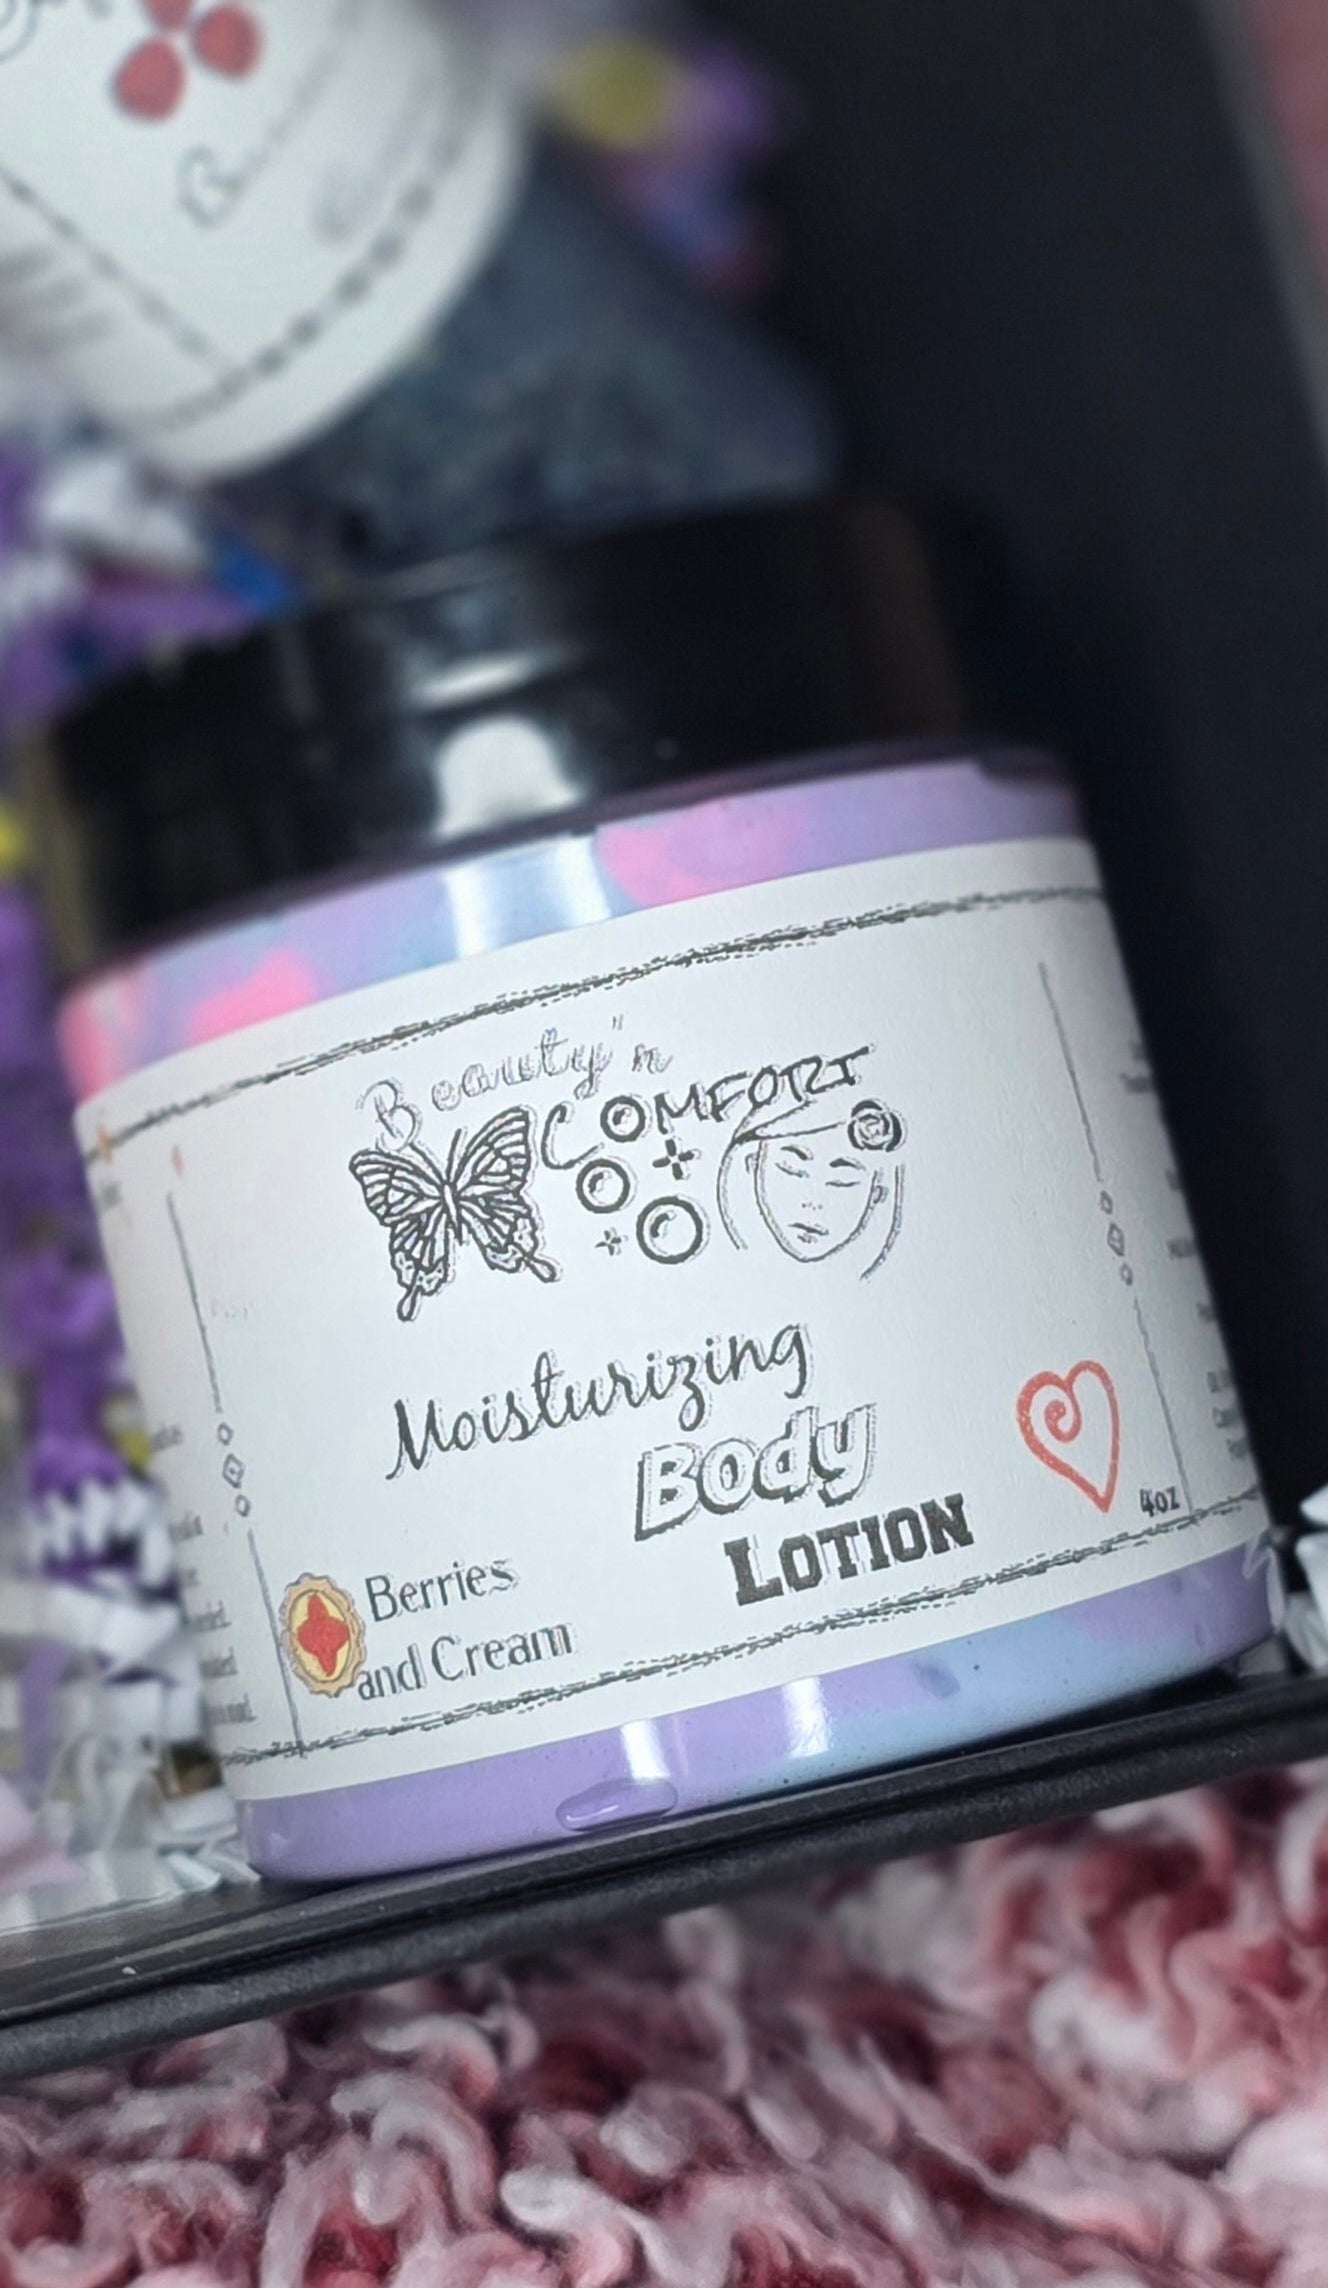 Beauty'n
COMFORT
Moisturizing
Body
LOTION
4oz
Berries
and Cream